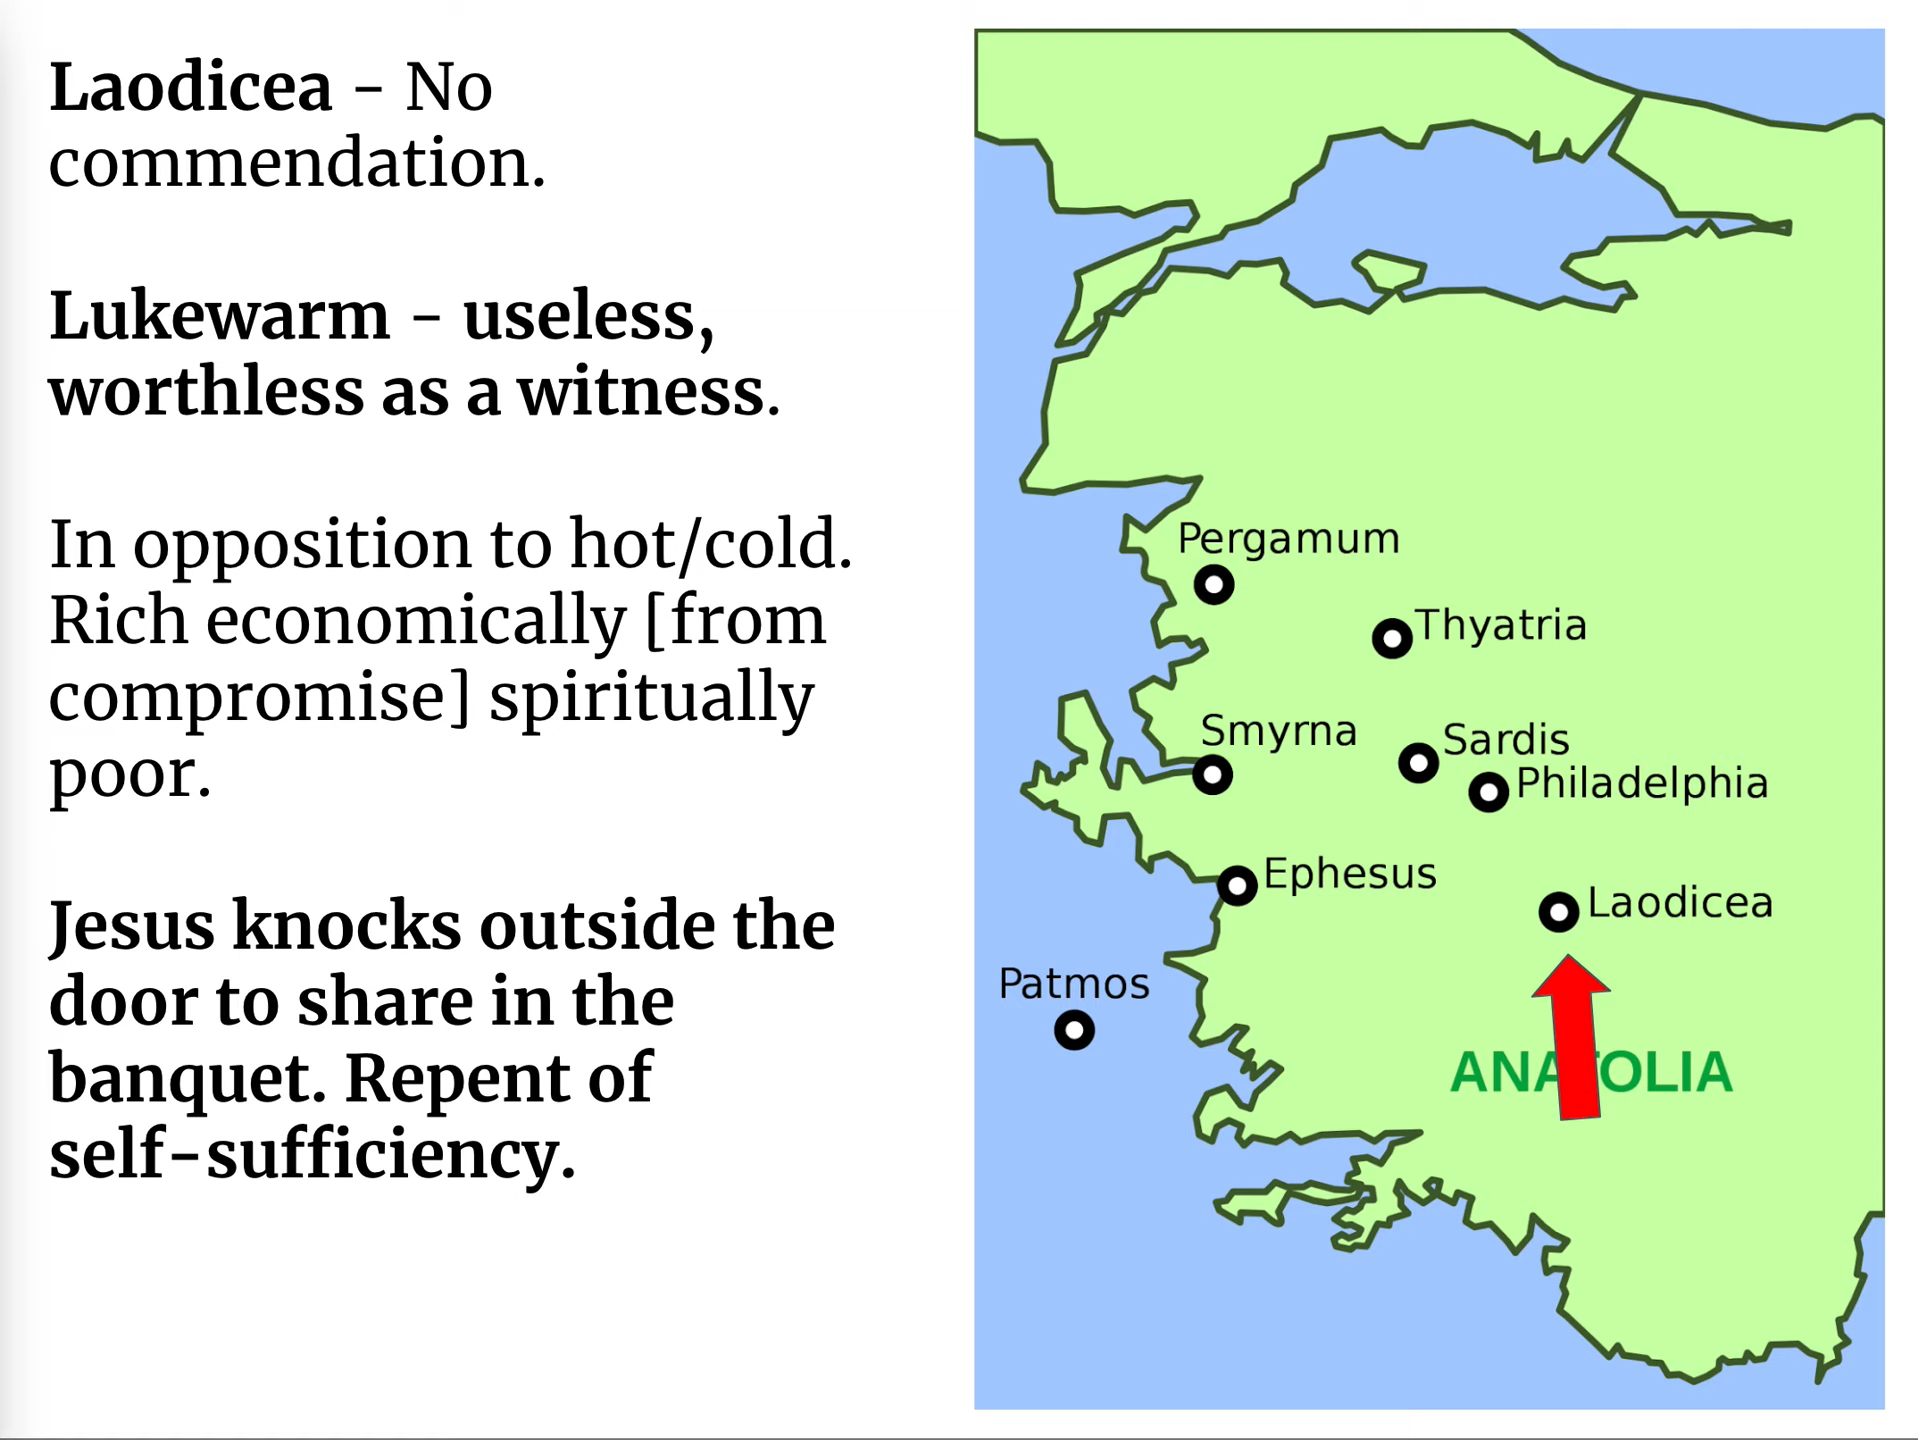 Laodicea - No
commendation.
Lukewarm - useless,
worthless as a witness.
In opposition to hot/cold.
Rich economically [from
compromise] spiritually
poor.
Jesus knocks outside the
door to share in the
banquet. Repent of
self-sufficiency.
Pergamum
Thyatria
Smyrna
Sardis
Philadelphia
Ephesus
Laodicea
Patmos
ANATOLIA